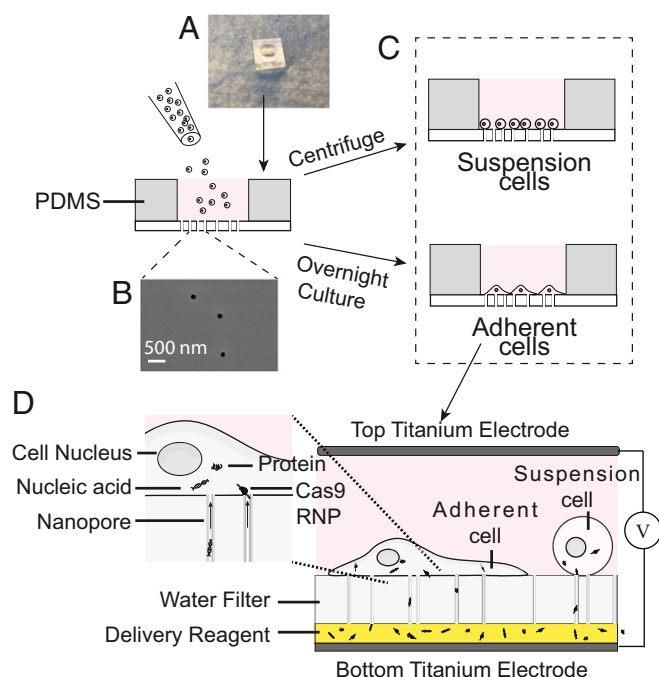 A
C
Centrifuge
Suspension
cells
PDMS
Overnight
Culture
B
500 nm
Adherent
cells
D
Top Titanium Electrode
Cell Nucleus
Protein
Nucleic acid
Cas9
RNP
Nanopore
Suspension
cell
Adherent
cell
V
Water Filter
Delivery Reagent
Bottom Titanium Electrode